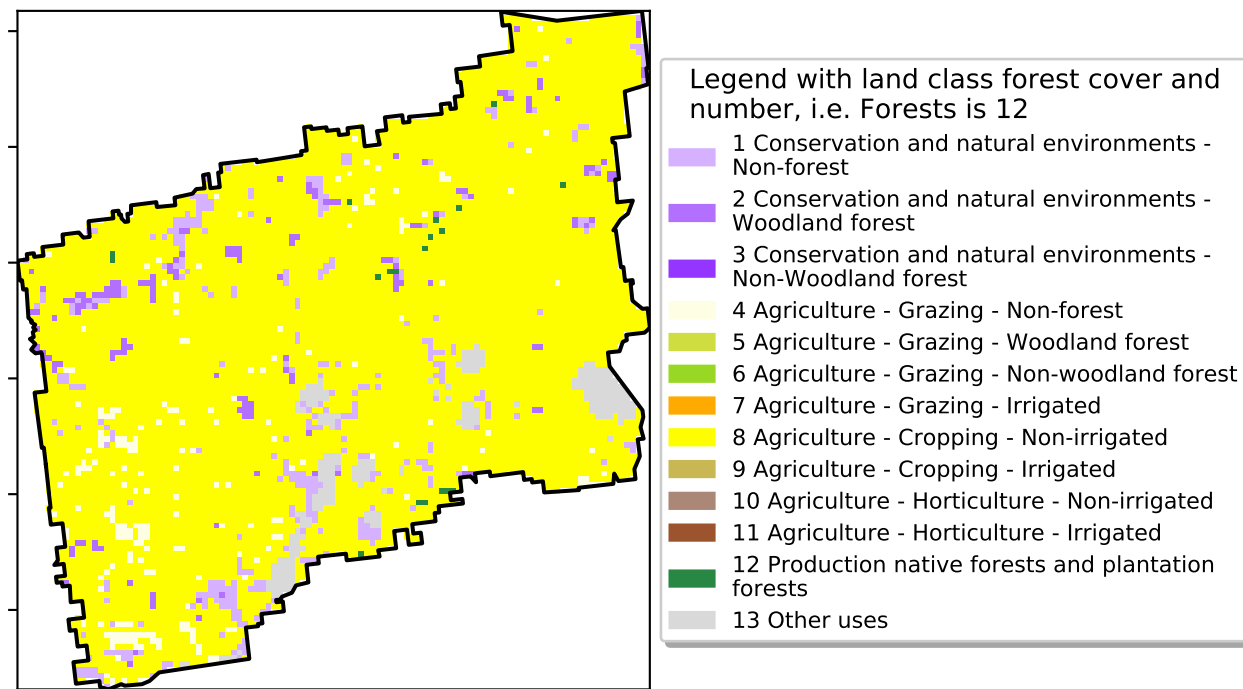 Legend with land class forest cover and
number, i.e. Forests is 12
1 Conservation and natural environments -
Non-forest
2 Conservation and natural environments -
Woodland forest
3 Conservation and natural environments -
Non-Woodland forest
4 Agriculture - Grazing - Non-forest
5 Agriculture - Grazing - Woodland forest
6 Agriculture - Grazing - Non-woodland forest
7 Agriculture - Grazing - Irrigated
8 Agriculture - Cropping - Non-irrigated
9 Agriculture - Cropping - Irrigated
10 Agriculture - Horticulture - Non-irrigated
11 Agriculture - Horticulture - Irrigated
12 Production native forests and plantation
forests
13 Other uses